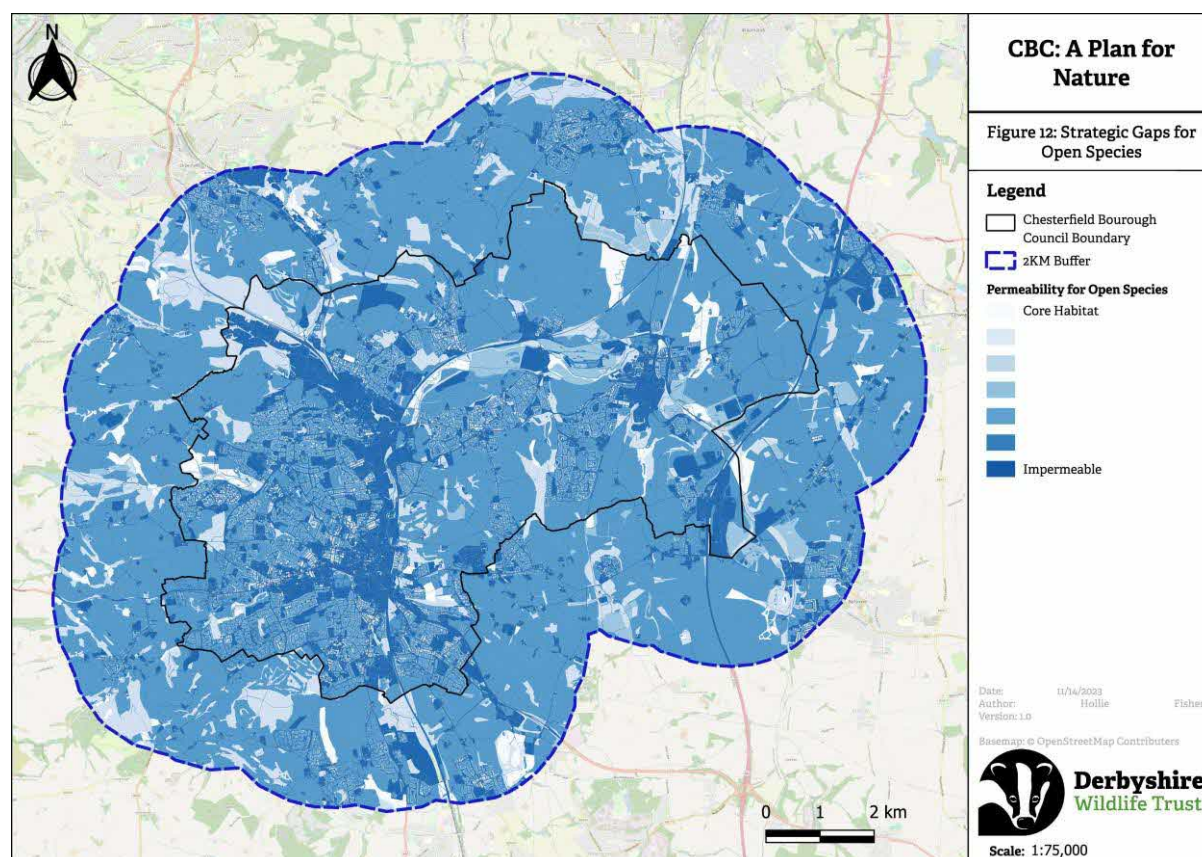 N
CBC: A Plan for
Nature
Figure 12: Strategic Gaps for
Open Species
Legend
Chesterfield Bourough
Council Boundary
2KM Buffer
Permeability for Open Species
Core Habitat
Impermeable
Date: 11/14/2023
Author: Hollie Fisher
Version: 1.0
Basemap: © OpenStreetMap Contributers
Derbyshire
Wildlife Trust
0 1 2 km
Scale: 1:75,000